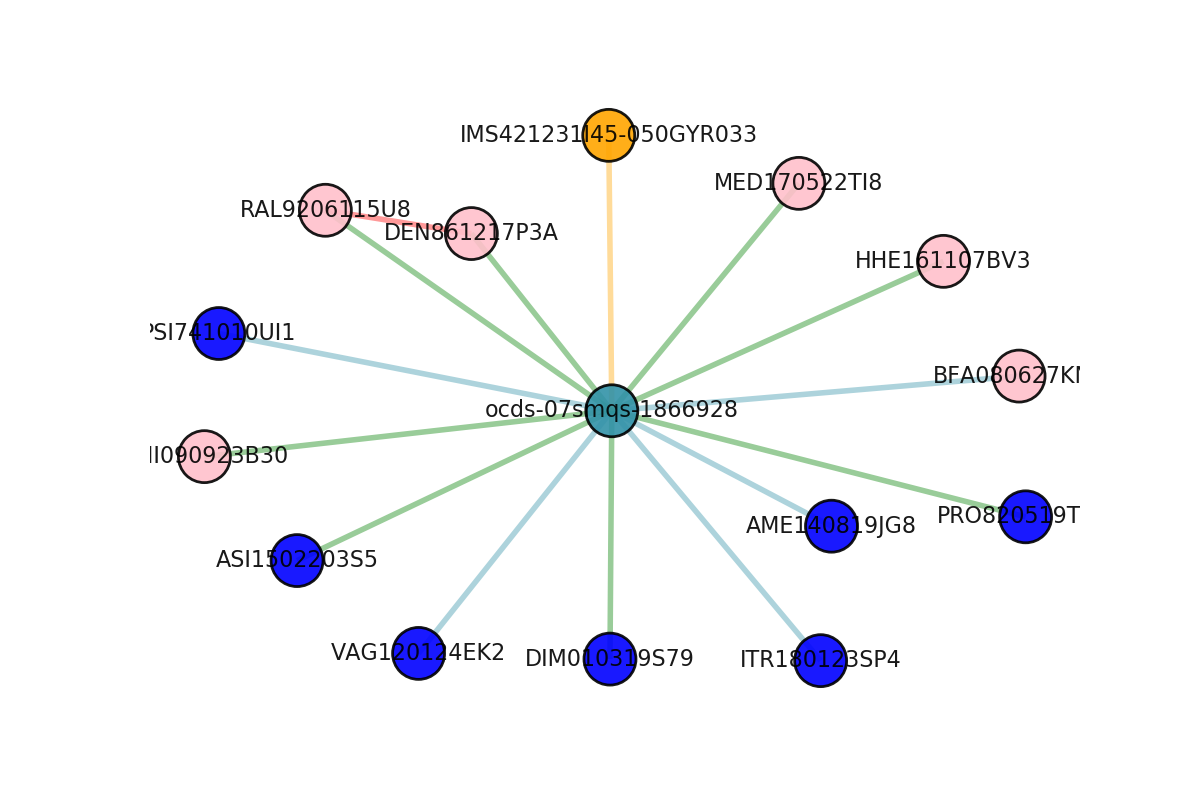 IMS421231I45-050GYR033
MED170522TI8
RAL9206115U8
DEN861217P3A
HHE161107BV3
PSI741010UI1
BFA080627KN
ocds-07smqs-1866928
II090923B30
PRO820519T
AME140819JG8
ASI1502203S5
VAG120124EK2
DIM010319S79
ITR180123SP4